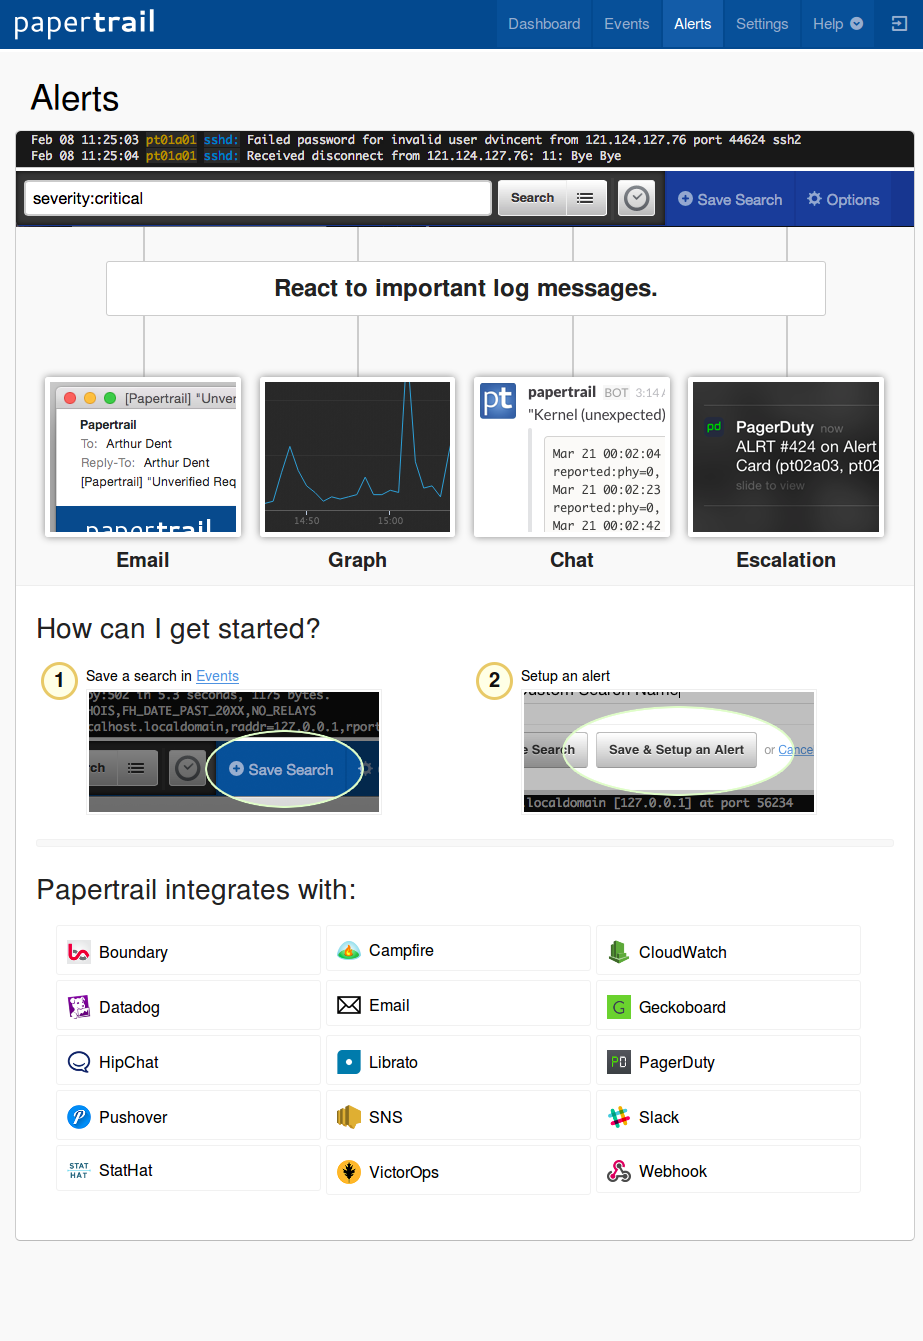 papertrail
Dashboard Events Alerts Settings Help
Alerts
Feb 08 11:25:03 pt01a01 sshd: Failed password for invalid user dvincent from 121.124.127.76 port 44624 ssh2
Feb 08 11:25:04 pt01a01 sshd: Received disconnect from 121.124.127.76: 11: Bye Bye
severity:critical Search Save Search Options
React to important log messages.
[Papertrail] "Unver
Papertrail
To: Arthur Dent
Reply-To: Arthur Dent
[Papertrail] "Unverified Req
papertrail
14:50 15:00
pt papertrail BOT 3:14
"Kernel (unexpected)
Mar 21 00:02:04
reported:phy=0,
Mar 21 00:02:23
reported:phy=0,
Mar 21 00:02:42
pd PagerDuty now
ALRT #424 on Alert
Card (pt02a03, pt02
slide to view
Email Graph Chat Escalation
How can I get started?
1 Save a search in Events
by:502 in 5.3 seconds, 1175 bytes.
HOIS,FH_DATE_PAST_20XX,NO_RELAYS
calhost.localdomain,raddr=127.0.0.1,rport
rch Save Search
2 Setup an alert
ustom Search Name
e Search Save & Setup an Alert or Cance
localdomain [127.0.0.1] at port 56234
Papertrail integrates with:
Boundary Campfire CloudWatch
Datadog Email G Geckoboard
HipChat Librato PD PagerDuty
Pushover SNS Slack
STAT HAT StatHat VictorOps Webhook